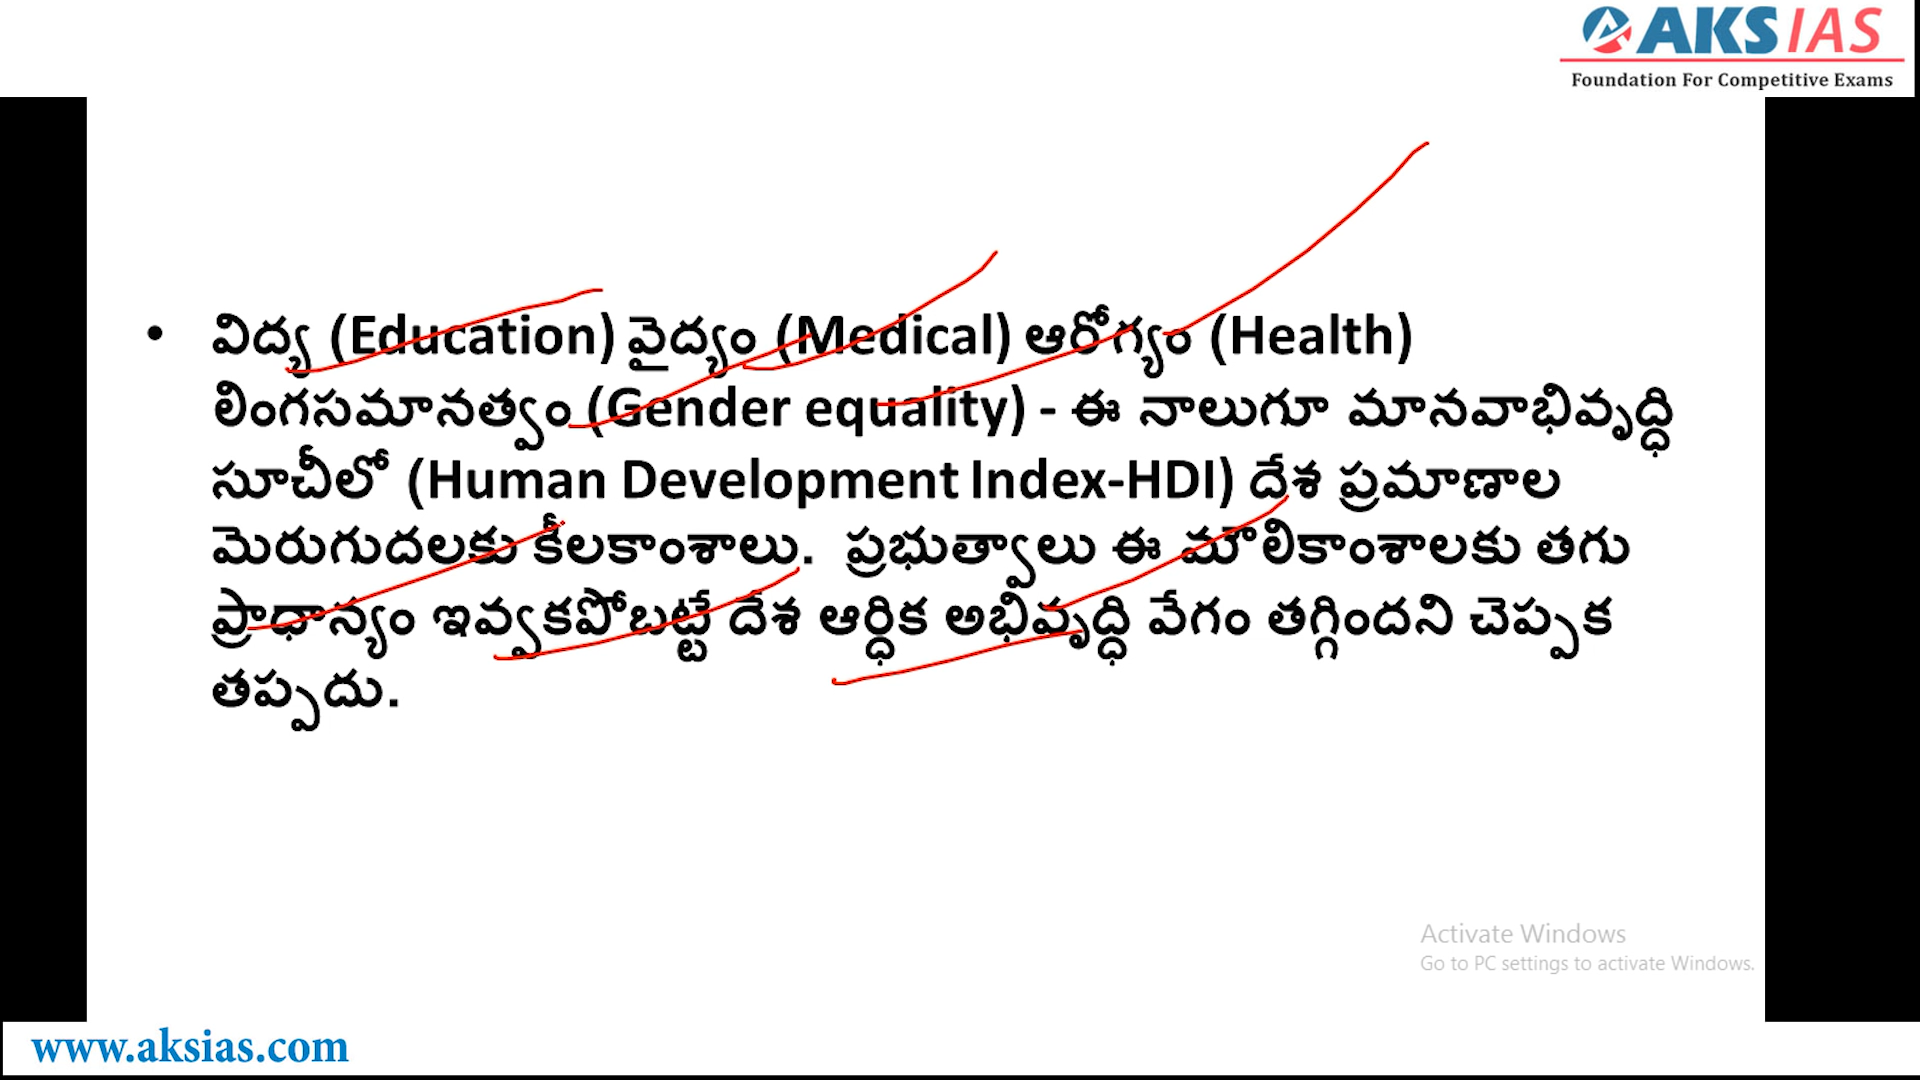 AKS IAS
Foundation For Competitive Exams
• విద్య (Education) వైద్యం (Medical) ఆరోగ్యం (Health)
లింగసమానత్వం (Gender equality) - ఈ నాలుగూ మానవాభివృద్ధి
సూచీలో (Human Development Index-HDI) దేశ ప్రమాణాల
మెరుగుదలకు కీలకాంశాలు. ప్రభుత్వాలు ఈ మౌలికాంశాలకు తగు
ప్రాధాన్యం ఇవ్వకపోబట్టే దేశ ఆర్ధిక అభివృద్ధి వేగం తగ్గిందని చెప్పక
తప్పదు.
Activate Windows
Go to PC settings to activate Windows.
www.aksias.com